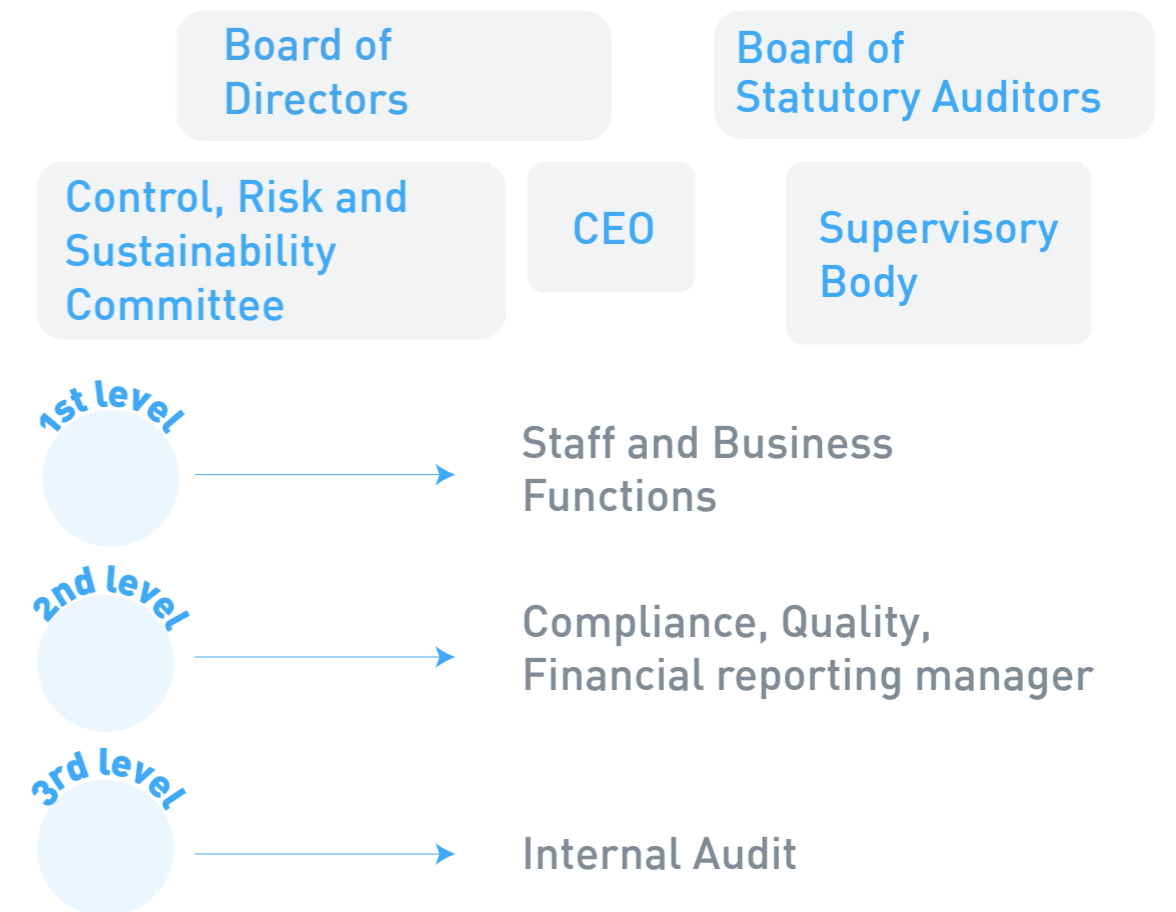 Board of
Directors
Board of
Statutory Auditors
Control, Risk and
Sustainability
Committee
CEO
Supervisory
Body
1st level
Staff and Business
Functions
2nd level
Compliance, Quality,
Financial reporting manager
3rd level
Internal Audit